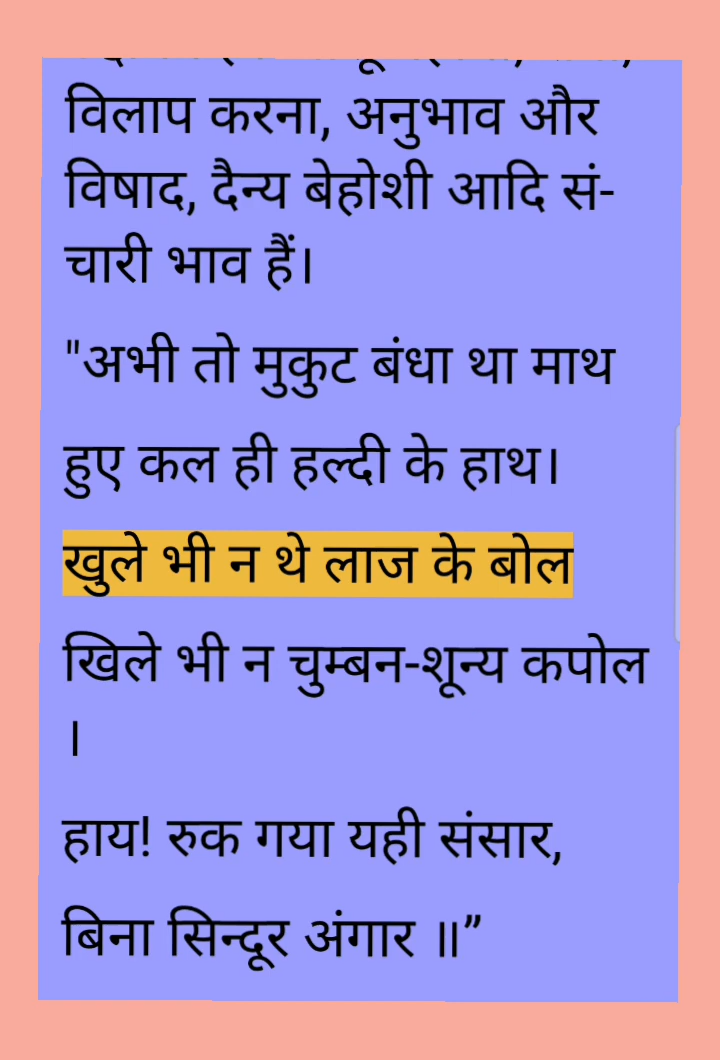 विलाप करना, अनुभाव और
विषाद, दैन्य बेहोशी आदि सं-
चारी भाव हैं।
"अभी तो मुकुट बंधा था माथ
हुए कल ही हल्दी के हाथ।
खुले भी न थे लाज के बोल
खिले भी न चुम्बन-शून्य कपोल
।
हाय! रुक गया यही संसार,
बिना सिन्दूर अंगार ॥”